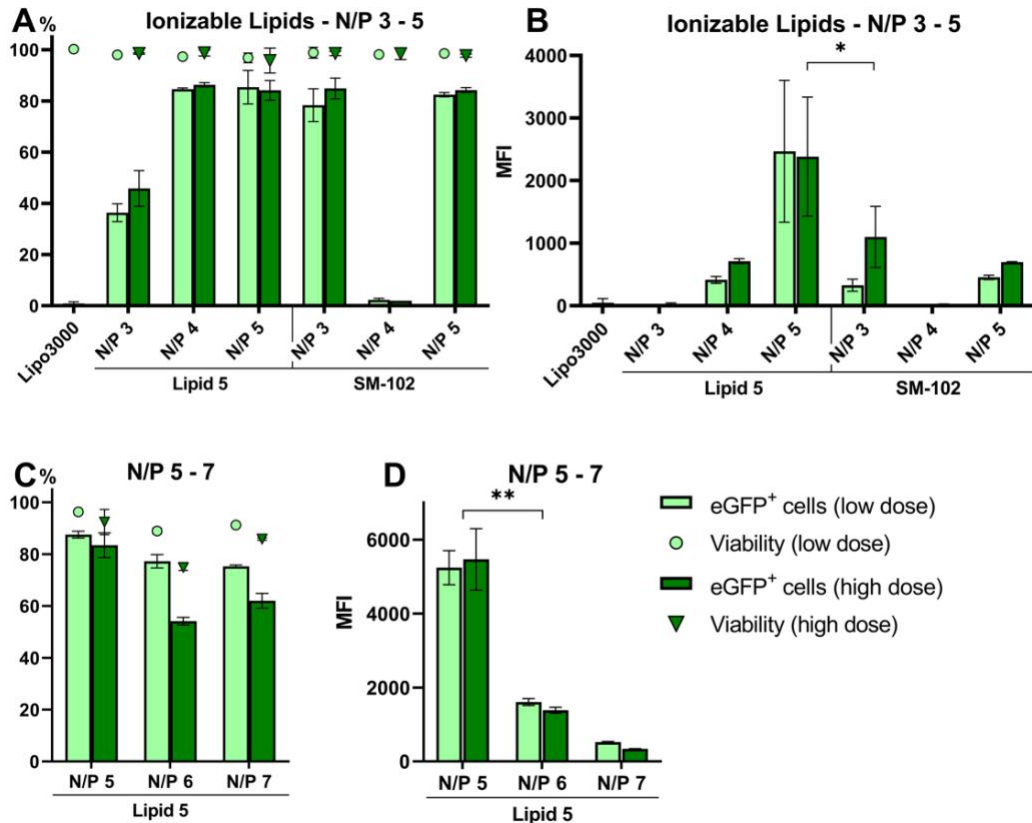 A
Ionizable Lipids - N/P 3 - 5
%
100
80
60
40
20
0
Lipo3000
N/P 3
N/P 4
N/P 5
N/P 3
N/P 4
N/P 5
Lipid 5
SM-102
B
Ionizable Lipids - N/P 3 - 5
*
MFI
4000
3000
2000
1000
0
Lipo3000
N/P 3
N/P 4
N/P 5
N/P 3
N/P 4
N/P 5
Lipid 5
SM-102
C
N/P 5 - 7
%
100
80
60
40
20
0
N/P 5
N/P 6
N/P 7
Lipid 5
D
N/P 5 - 7
**
MFI
6000
4000
2000
0
N/P 5
N/P 6
N/P 7
Lipid 5
eGFP⁺ cells (low dose)
Viability (low dose)
eGFP⁺ cells (high dose)
Viability (high dose)